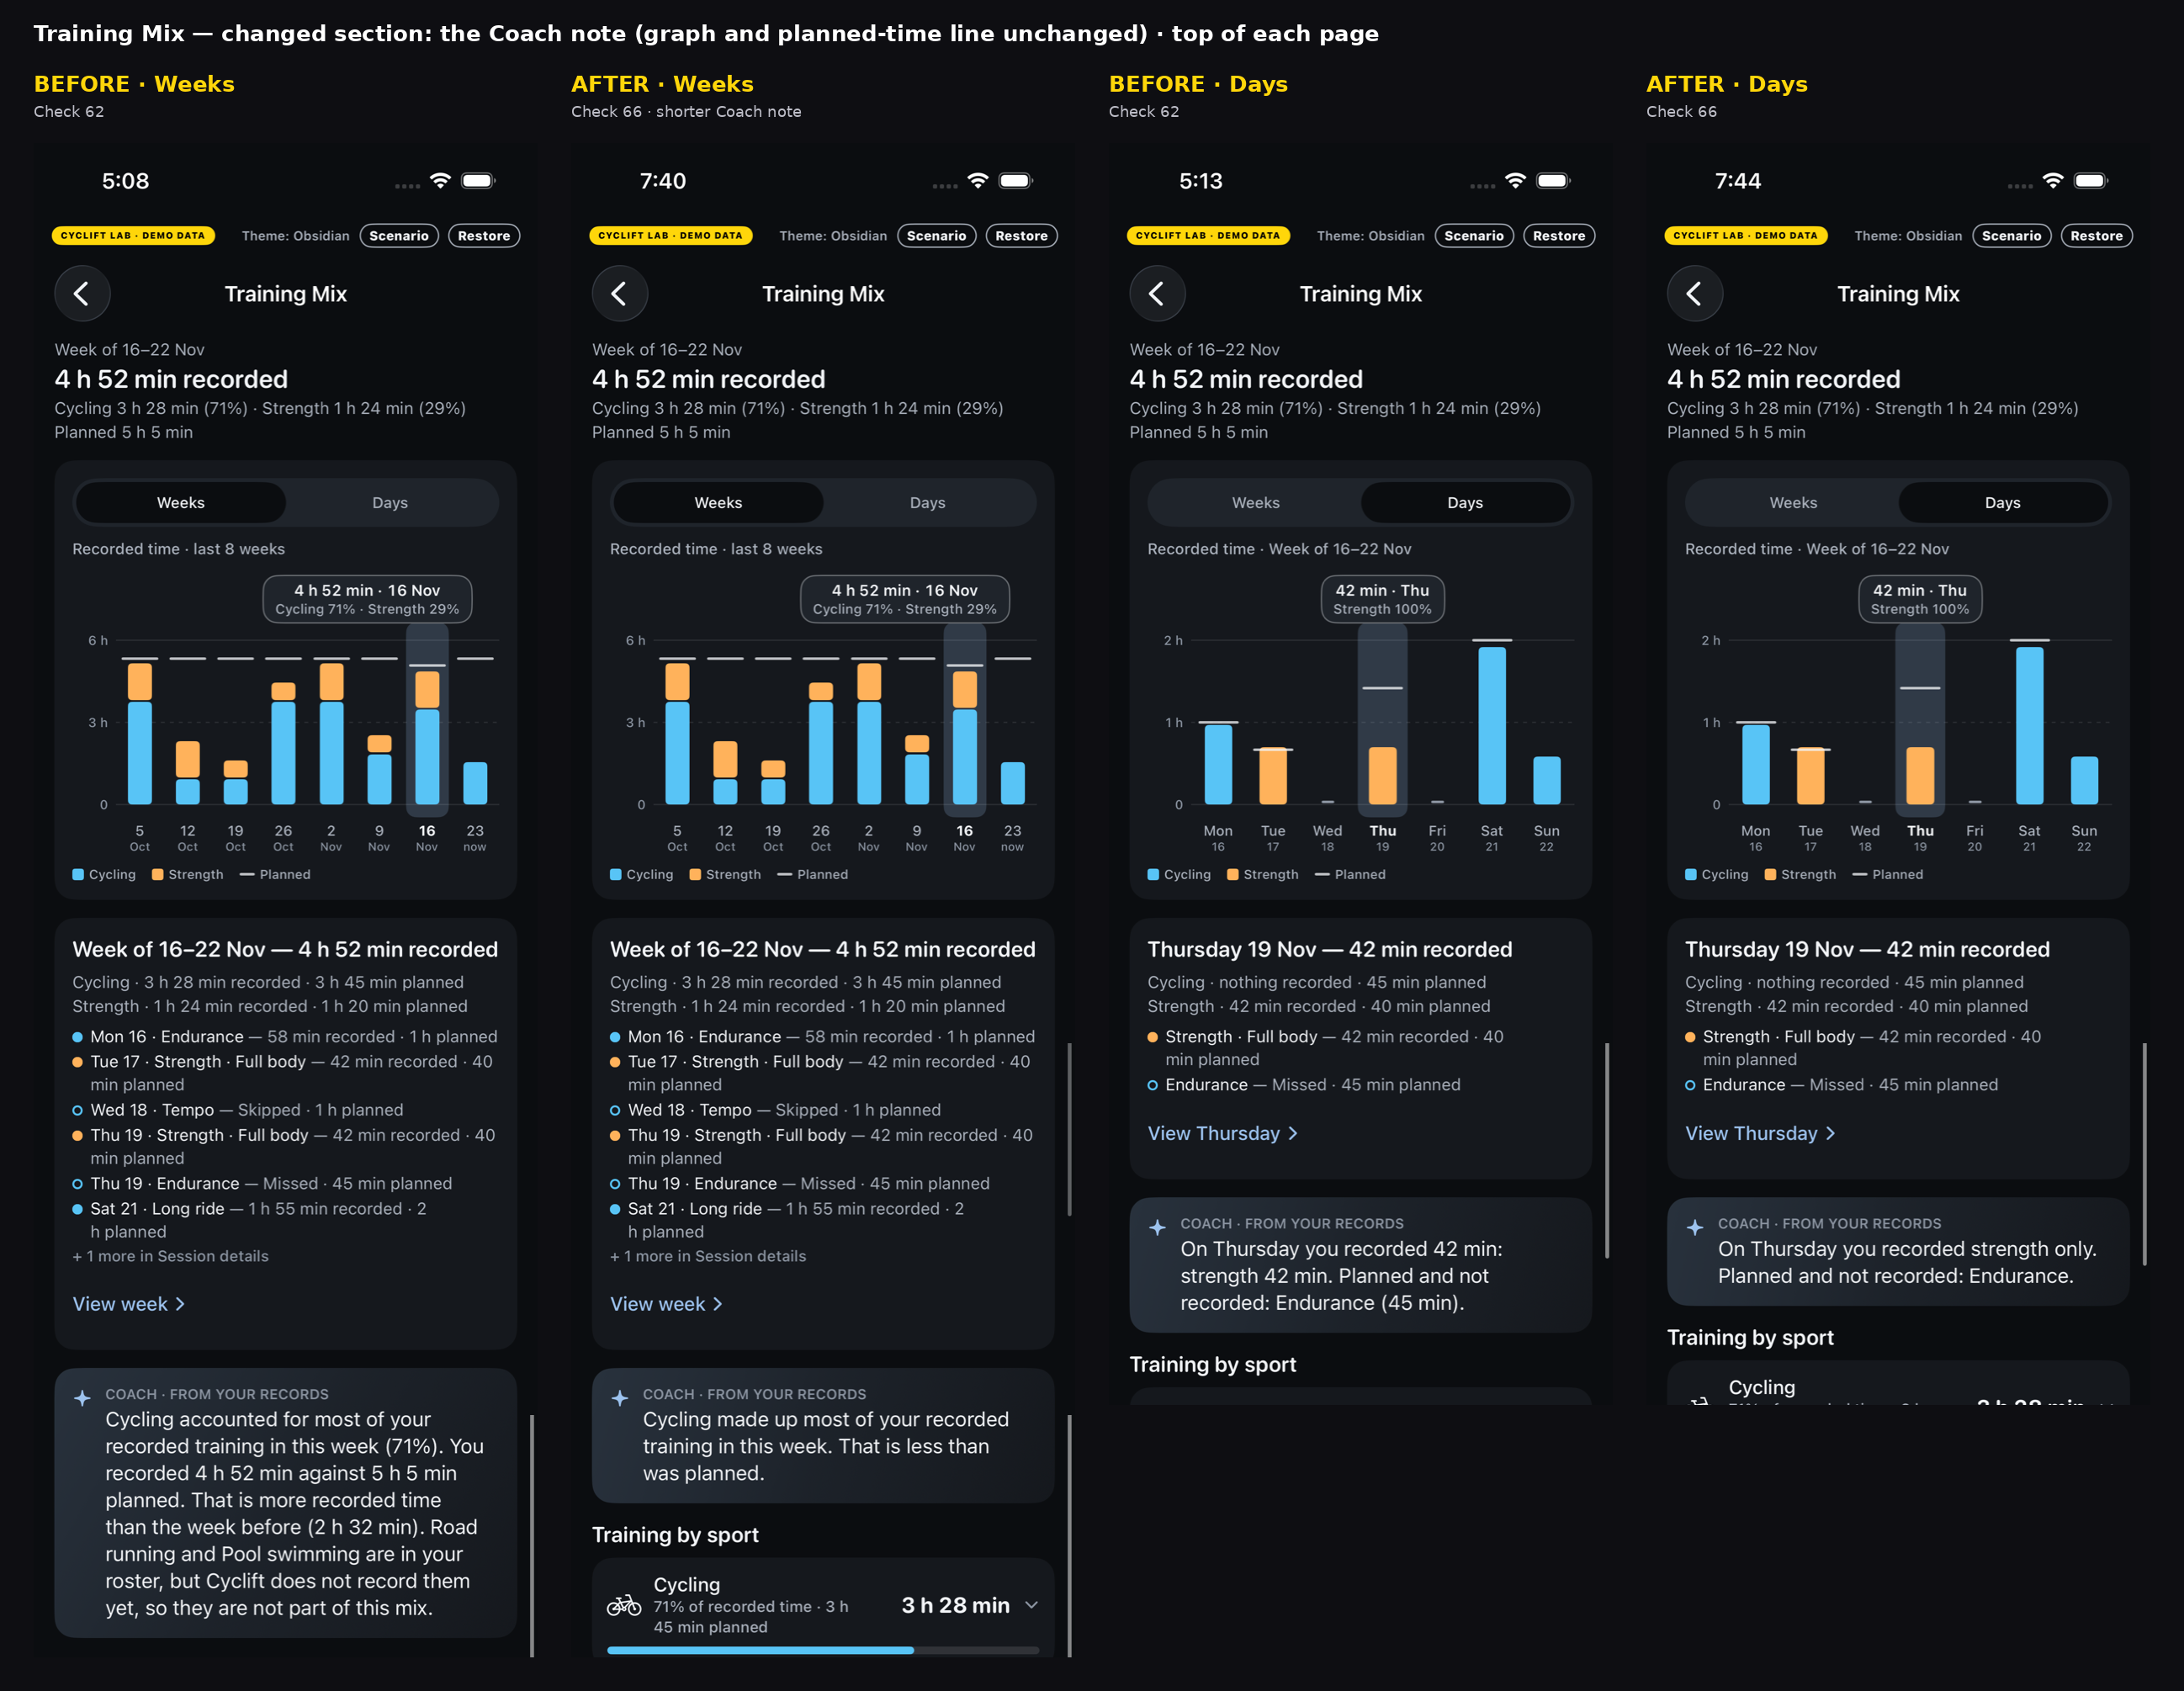 Training Mix — changed section: the Coach note (graph and planned-time line unchanged) · top of each page
BEFORE · Weeks
Check 62
5:08
CYCLIFT LAB · DEMO DATA
Theme: Obsidian
Scenario
Restore
Training Mix
Week of 16–22 Nov
4 h 52 min recorded
Cycling 3 h 28 min (71%) · Strength 1 h 24 min (29%)
Planned 5 h 5 min
Weeks
Days
Recorded time · last 8 weeks
4 h 52 min · 16 Nov
Cycling 71% · Strength 29%
6 h
3 h
0
5 12 19 26 2 9 16 23
Oct Oct Oct Oct Nov Nov Nov now
Cycling Strength Planned
Week of 16–22 Nov — 4 h 52 min recorded
Cycling · 3 h 28 min recorded · 3 h 45 min planned
Strength · 1 h 24 min recorded · 1 h 20 min planned
Mon 16 · Endurance — 58 min recorded · 1 h planned
Tue 17 · Strength · Full body — 42 min recorded · 40
min planned
Wed 18 · Tempo — Skipped · 1 h planned
Thu 19 · Strength · Full body — 42 min recorded · 40
min planned
Thu 19 · Endurance — Missed · 45 min planned
Sat 21 · Long ride — 1 h 55 min recorded · 2
h planned
+ 1 more in Session details
View week
COACH · FROM YOUR RECORDS
Cycling accounted for most of your
recorded training in this week (71%). You
recorded 4 h 52 min against 5 h 5 min
planned. That is more recorded time
than the week before (2 h 32 min). Road
running and Pool swimming are in your
roster, but Cyclift does not record them
yet, so they are not part of this mix.
AFTER · Weeks
Check 66 · shorter Coach note
7:40
CYCLIFT LAB · DEMO DATA
Theme: Obsidian
Scenario
Restore
Training Mix
Week of 16–22 Nov
4 h 52 min recorded
Cycling 3 h 28 min (71%) · Strength 1 h 24 min (29%)
Planned 5 h 5 min
Weeks
Days
Recorded time · last 8 weeks
4 h 52 min · 16 Nov
Cycling 71% · Strength 29%
6 h
3 h
0
5 12 19 26 2 9 16 23
Oct Oct Oct Oct Nov Nov Nov now
Cycling Strength Planned
Week of 16–22 Nov — 4 h 52 min recorded
Cycling · 3 h 28 min recorded · 3 h 45 min planned
Strength · 1 h 24 min recorded · 1 h 20 min planned
Mon 16 · Endurance — 58 min recorded · 1 h planned
Tue 17 · Strength · Full body — 42 min recorded · 40
min planned
Wed 18 · Tempo — Skipped · 1 h planned
Thu 19 · Strength · Full body — 42 min recorded · 40
min planned
Thu 19 · Endurance — Missed · 45 min planned
Sat 21 · Long ride — 1 h 55 min recorded · 2
h planned
+ 1 more in Session details
View week
COACH · FROM YOUR RECORDS
Cycling made up most of your recorded
training in this week. That is less than
was planned.
Training by sport
Cycling
71% of recorded time · 3 h
45 min planned
3 h 28 min
BEFORE · Days
Check 62
5:13
CYCLIFT LAB · DEMO DATA
Theme: Obsidian
Scenario
Restore
Training Mix
Week of 16–22 Nov
4 h 52 min recorded
Cycling 3 h 28 min (71%) · Strength 1 h 24 min (29%)
Planned 5 h 5 min
Weeks
Days
Recorded time · Week of 16–22 Nov
42 min · Thu
Strength 100%
2 h
1 h
0
Mon Tue Wed Thu Fri Sat Sun
16 17 18 19 20 21 22
Cycling Strength Planned
Thursday 19 Nov — 42 min recorded
Cycling · nothing recorded · 45 min planned
Strength · 42 min recorded · 40 min planned
Strength · Full body — 42 min recorded · 40
min planned
Endurance — Missed · 45 min planned
View Thursday
COACH · FROM YOUR RECORDS
On Thursday you recorded 42 min:
strength 42 min. Planned and not
recorded: Endurance (45 min).
Training by sport
AFTER · Days
Check 66
7:44
CYCLIFT LAB · DEMO DATA
Theme: Obsidian
Scenario
Restore
Training Mix
Week of 16–22 Nov
4 h 52 min recorded
Cycling 3 h 28 min (71%) · Strength 1 h 24 min (29%)
Planned 5 h 5 min
Weeks
Days
Recorded time · Week of 16–22 Nov
42 min · Thu
Strength 100%
2 h
1 h
0
Mon Tue Wed Thu Fri Sat Sun
16 17 18 19 20 21 22
Cycling Strength Planned
Thursday 19 Nov — 42 min recorded
Cycling · nothing recorded · 45 min planned
Strength · 42 min recorded · 40 min planned
Strength · Full body — 42 min recorded · 40
min planned
Endurance — Missed · 45 min planned
View Thursday
COACH · FROM YOUR RECORDS
On Thursday you recorded strength only.
Planned and not recorded: Endurance.
Training by sport
Cycling